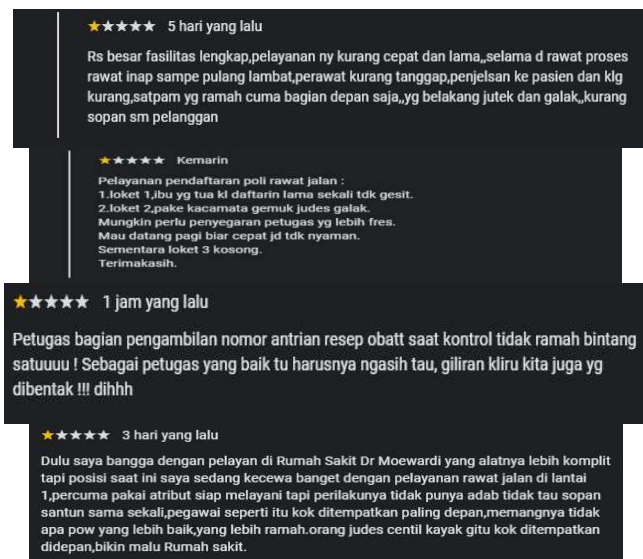 5 hari yang lalu
Rs besar fasilitas lengkap,pelayanan ny kurang cepat dan lama,,selama d rawat proses
rawat inap sampe pulang lambat,perawat kurang tanggap,penjelsan ke pasien dan klg
kurang,satpam yg ramah cuma bagian depan saja,,yg belakang jutek dan galak,,kurang
sopan sm pelanggan
Kemarin
Pelayanan pendaftaran poli rawat jalan :
1.loket 1,ibu yg tua kl daftarin lama sekali tdk gesit.
2.loket 2,pake kacamata gemuk judes galak.
Mungkin perlu penyegaran petugas yg lebih fres.
Mau datang pagi biar cepat jd tdk nyaman.
Sementara loket 3 kosong.
Terimakasih.
1 jam yang lalu
Petugas bagian pengambilan nomor antrian resep obatt saat kontrol tidak ramah bintang
satuuuu ! Sebagai petugas yang baik tu harusnya ngasih tau, giliran kliru kita juga yg
dibentak !!! dihhh
3 hari yang lalu
Dulu saya bangga dengan pelayan di Rumah Sakit Dr Moewardi yang alatnya lebih komplit
tapi posisi saat ini saya sedang kecewa banget dengan pelayanan rawat jalan di lantai
1,percuma pakai atribut siap melayani tapi perilakunya tidak punya adab tidak tau sopan
santun sama sekali,pegawai seperti itu kok ditempatkan paling depan,memangnya tidak
apa pow yang lebih baik,yang lebih ramah.orang judes centil kayak gitu kok ditempatkan
didepan,bikin malu Rumah sakit.